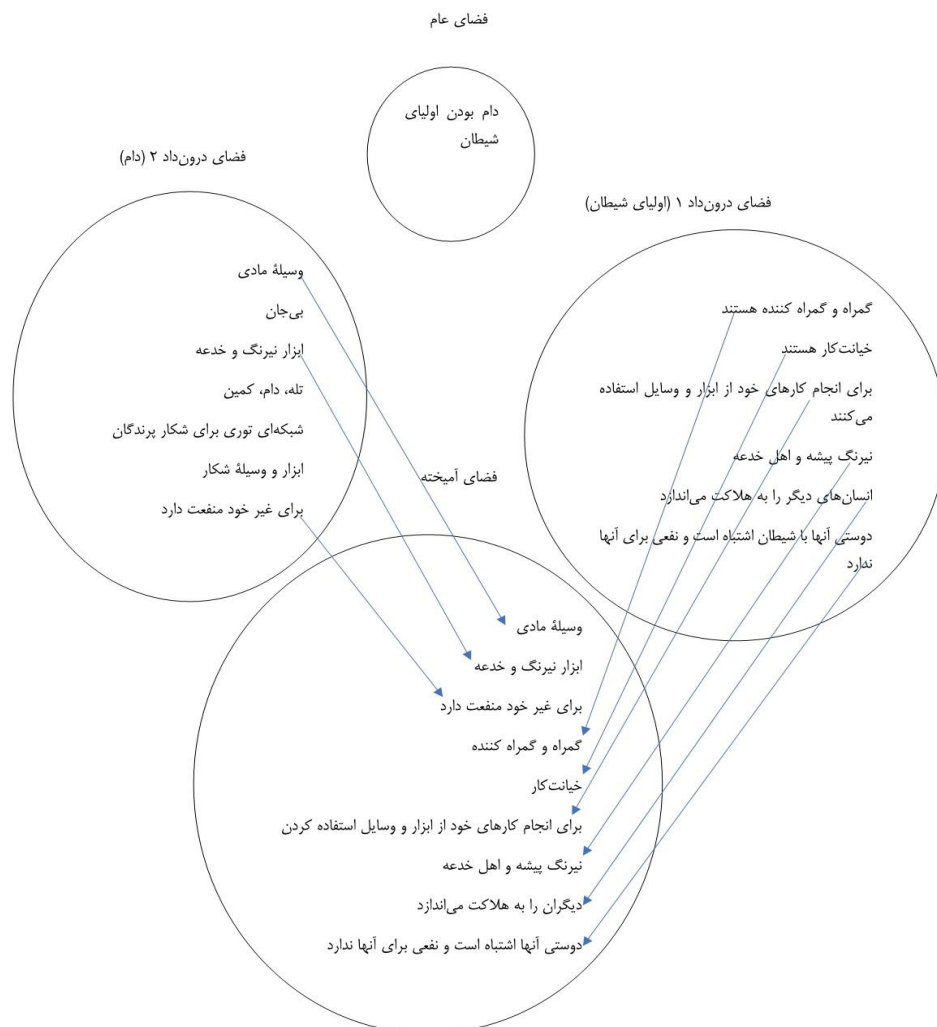 فضای عام
دام بودن اولیای
شیطان
فضای درون‌داد ۲ (دام)
فضای درون‌داد ۱ (اولیای شیطان)
گمراه و گمراه کننده هستند
خیانت‌کار هستند
برای انجام کارهای خود از ابزار و وسایل استفاده
می‌کنند
نیرنگ پیشه و اهل خدعه
انسان‌های دیگر را به هلاکت می‌اندازد
دوستی آنها با شیطان اشتباه است و نفعی برای آنها
ندارد
وسیلهٔ مادی
بی‌جان
ابزار نیرنگ و خدعه
تله، دام، کمین
شبکه‌ای توری برای شکار پرندگان
ابزار و وسیلهٔ شکار
برای غیر خود منفعت دارد
فضای آمیخته
وسیلهٔ مادی
ابزار نیرنگ و خدعه
برای غیر خود منفعت دارد
گمراه و گمراه کننده
خیانت‌کار
برای انجام کارهای خود از ابزار و وسایل استفاده کردن
نیرنگ پیشه و اهل خدعه
دیگران را به هلاکت می‌اندازد
دوستی آنها اشتباه است و نفعی برای آنها ندارد